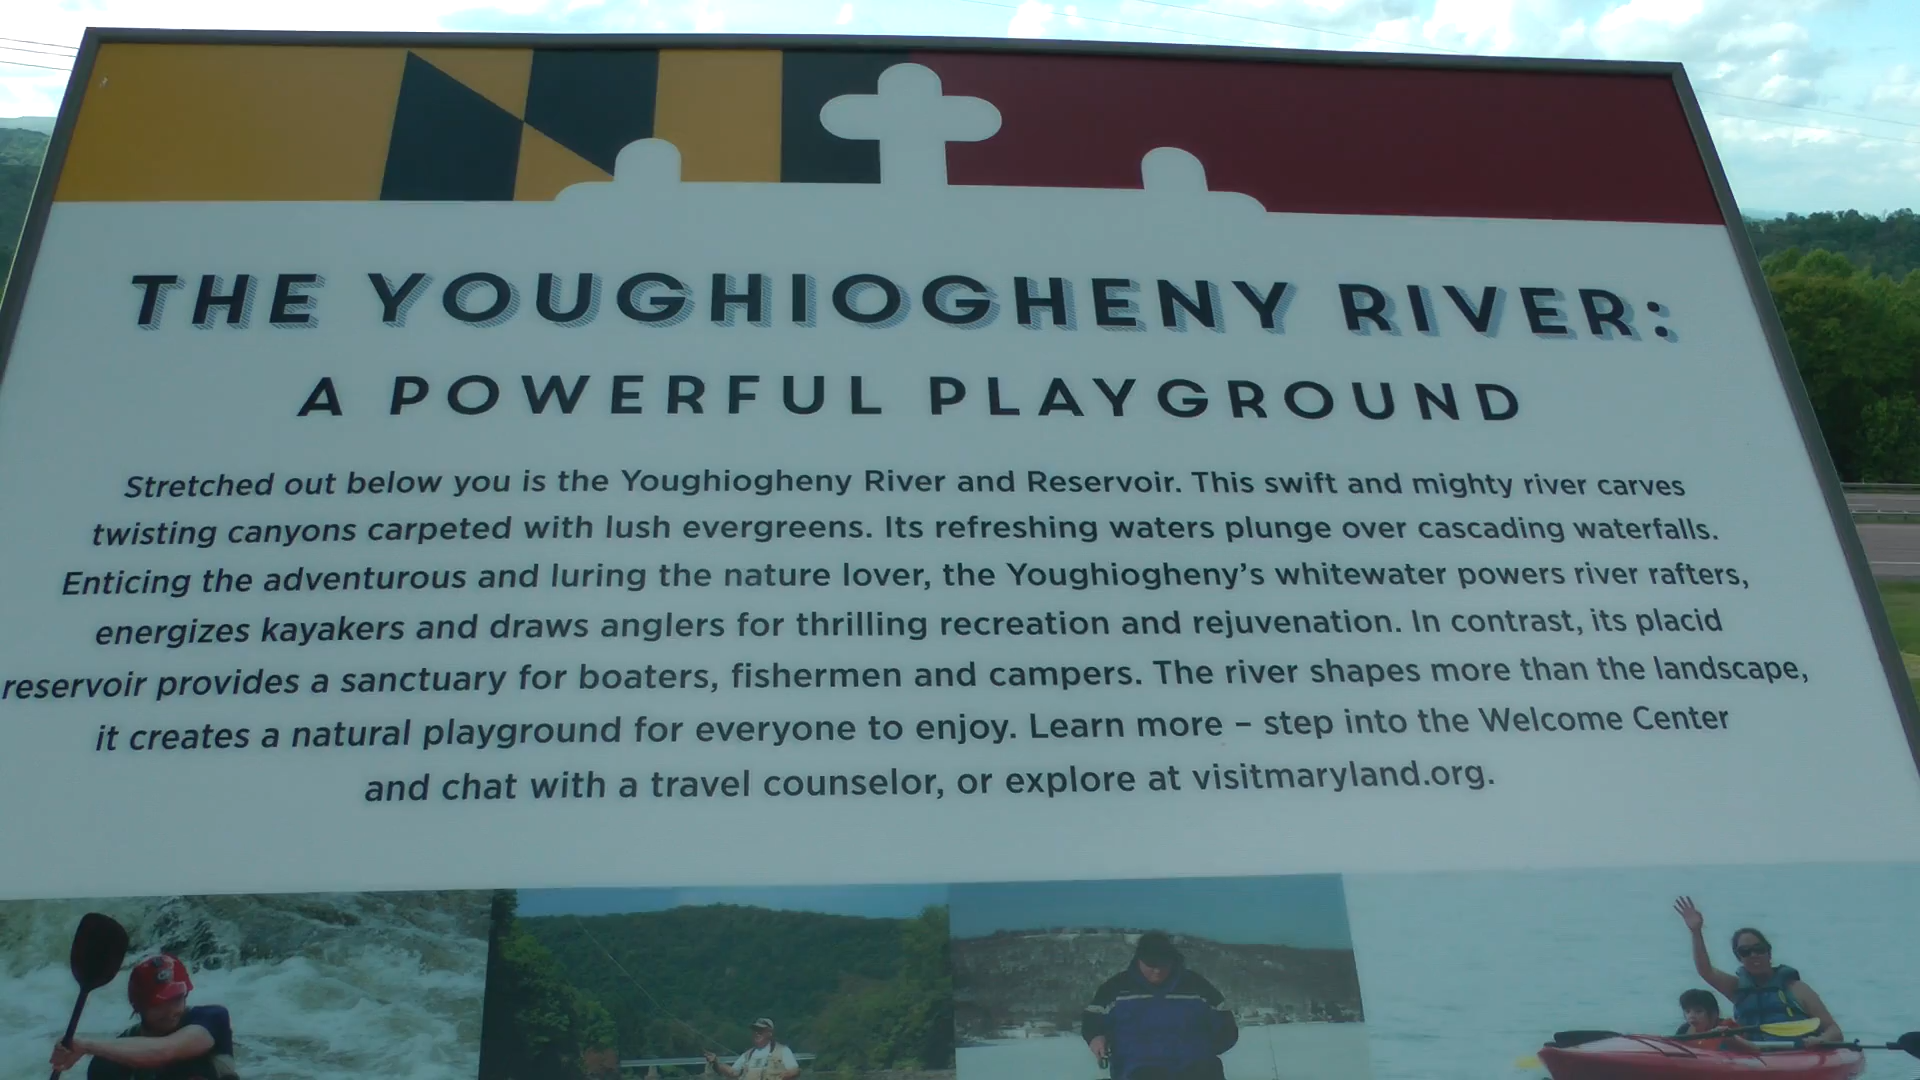 THE YOUGHIOGHENY RIVER:
A POWERFUL PLAYGROUND
Stretched out below you is the Youghiogheny River and Reservoir. This swift and mighty river carves
twisting canyons carpeted with lush evergreens. Its refreshing waters plunge over cascading waterfalls.
Enticing the adventurous and luring the nature lover, the Youghiogheny's whitewater powers river rafters,
energizes kayakers and draws anglers for thrilling recreation and rejuvenation. In contrast, its placid
reservoir provides a sanctuary for boaters, fishermen and campers. The river shapes more than the landscape,
it creates a natural playground for everyone to enjoy. Learn more – step into the Welcome Center
and chat with a travel counselor, or explore at visitmaryland.org.